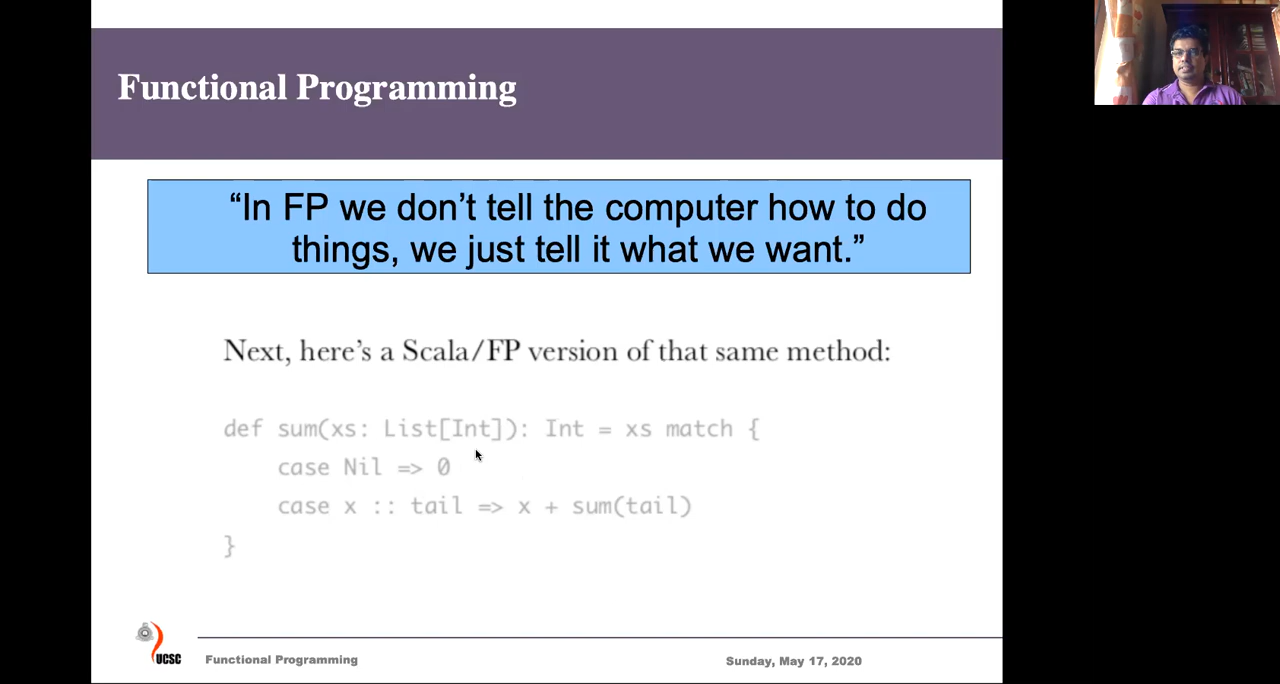 Functional Programming
“In FP we don’t tell the computer how to do
things, we just tell it what we want.”
Next, here’s a Scala/FP version of that same method:
def sum(xs: List[Int]): Int = xs match {
    case Nil => 0
    case x :: tail => x + sum(tail)
}
UCSC
Functional Programming
Sunday, May 17, 2020